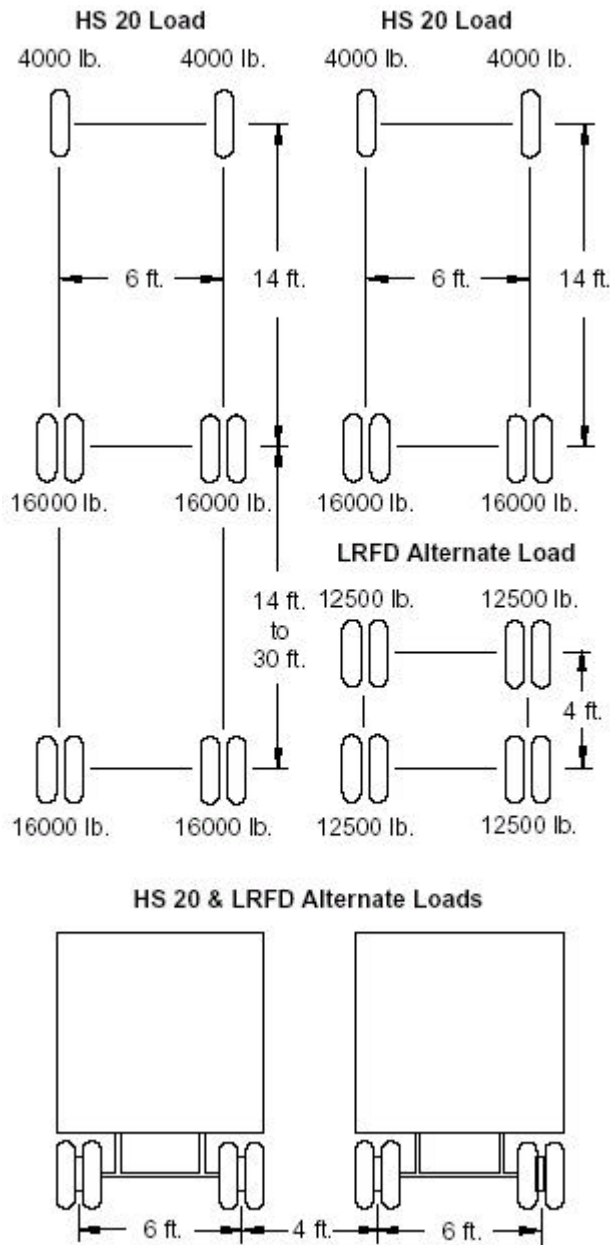 HS 20 Load
HS 20 Load
4000 lb.
4000 lb.
4000 lb.
4000 lb.
6 ft.
14 ft.
6 ft.
14 ft.
16000 lb.
16000 lb.
16000 lb.
16000 lb.
LRFD Alternate Load
14 ft.
to
30 ft.
12500 lb.
12500 lb.
4 ft.
16000 lb.
16000 lb.
12500 lb.
12500 lb.
HS 20 & LRFD Alternate Loads
6 ft.
4 ft.
6 ft.